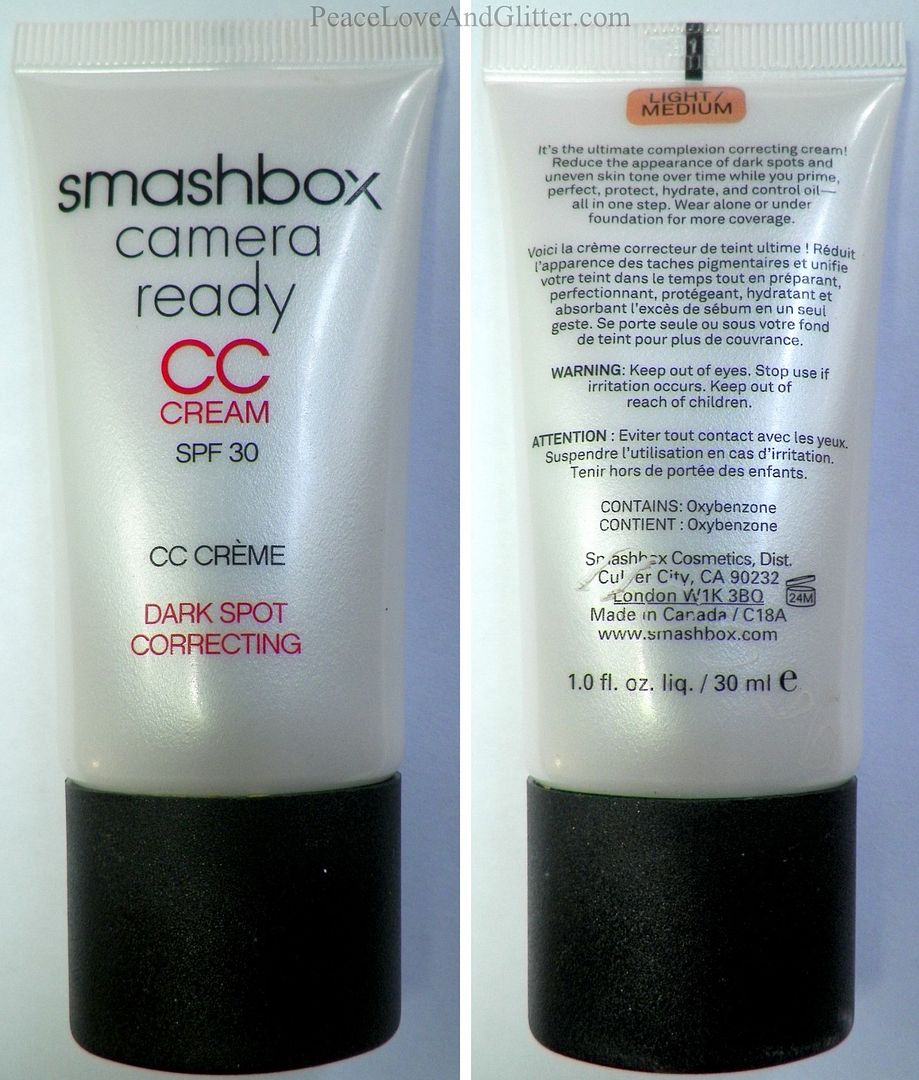 PeaceLoveAndGlitter.com
smashbox
camera
ready
CC
CREAM
SPF 30
CC CRÈME
DARK SPOT
CORRECTING
LIGHT/
MEDIUM
It's the ultimate complexion correcting cream!
Reduce the appearance of dark spots and
uneven skin tone over time while you prime,
perfect, protect, hydrate, and control oil—
all in one step. Wear alone or under
foundation for more coverage.
Voici la crème correcteur de teint ultime ! Réduit
l'apparence des taches pigmentaires et unifie
votre teint dans le temps tout en préparant,
perfectionnant, protégeant, hydratant et
absorbant l'excès de sébum en un seul
geste. Se porte seule ou sous votre fond
de teint pour plus de couvrance.
WARNING: Keep out of eyes. Stop use if
irritation occurs. Keep out of
reach of children.
ATTENTION : Eviter tout contact avec les yeux.
Suspendre l'utilisation en cas d'irritation.
Tenir hors de portée des enfants.
CONTAINS: Oxybenzone
CONTIENT : Oxybenzone
Smashbox Cosmetics, Dist.
Culver City, CA 90232
London W1K 3BQ
24M
Made in Canada / C18A
www.smashbox.com
1.0 fl. oz. liq. / 30 ml e